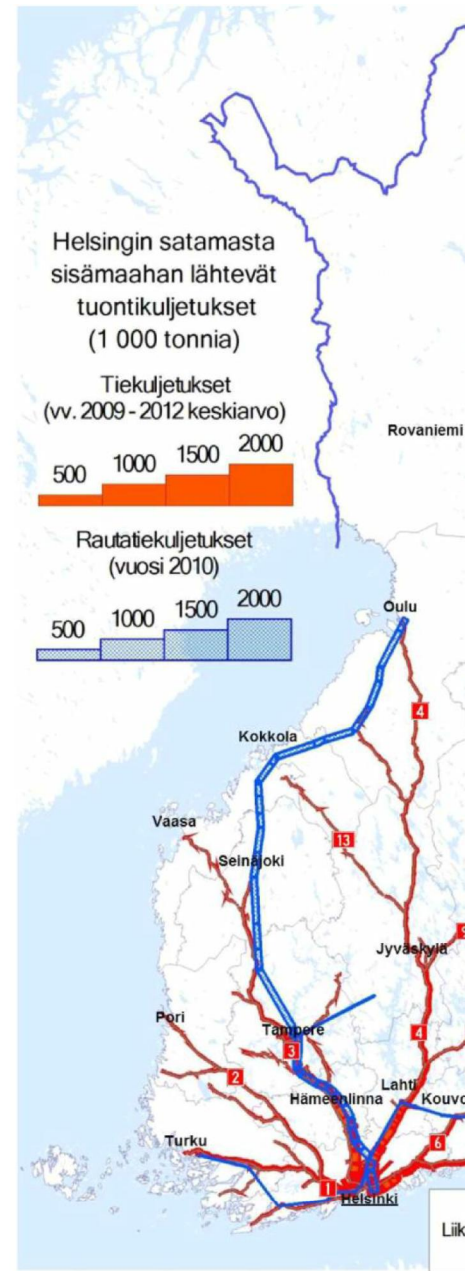 Helsingin satamasta
sisämaahan lähtevät
tuontikuljetukset
(1 000 tonnia)
Tiekuljetukset
(vv. 2009 - 2012 keskiarvo)
500 1000 1500 2000
Rovaniemi
Rautatiekuljetukset
(vuosi 2010)
500 1000 1500 2000
Oulu
4
Kokkola
Vaasa
13
Seinäjoki
Jyväskylä
Pori
Tampere
4
3
2
Lahti
Hämeenlinna
Kouvo
Turku
6
1
Helsinki
Liik